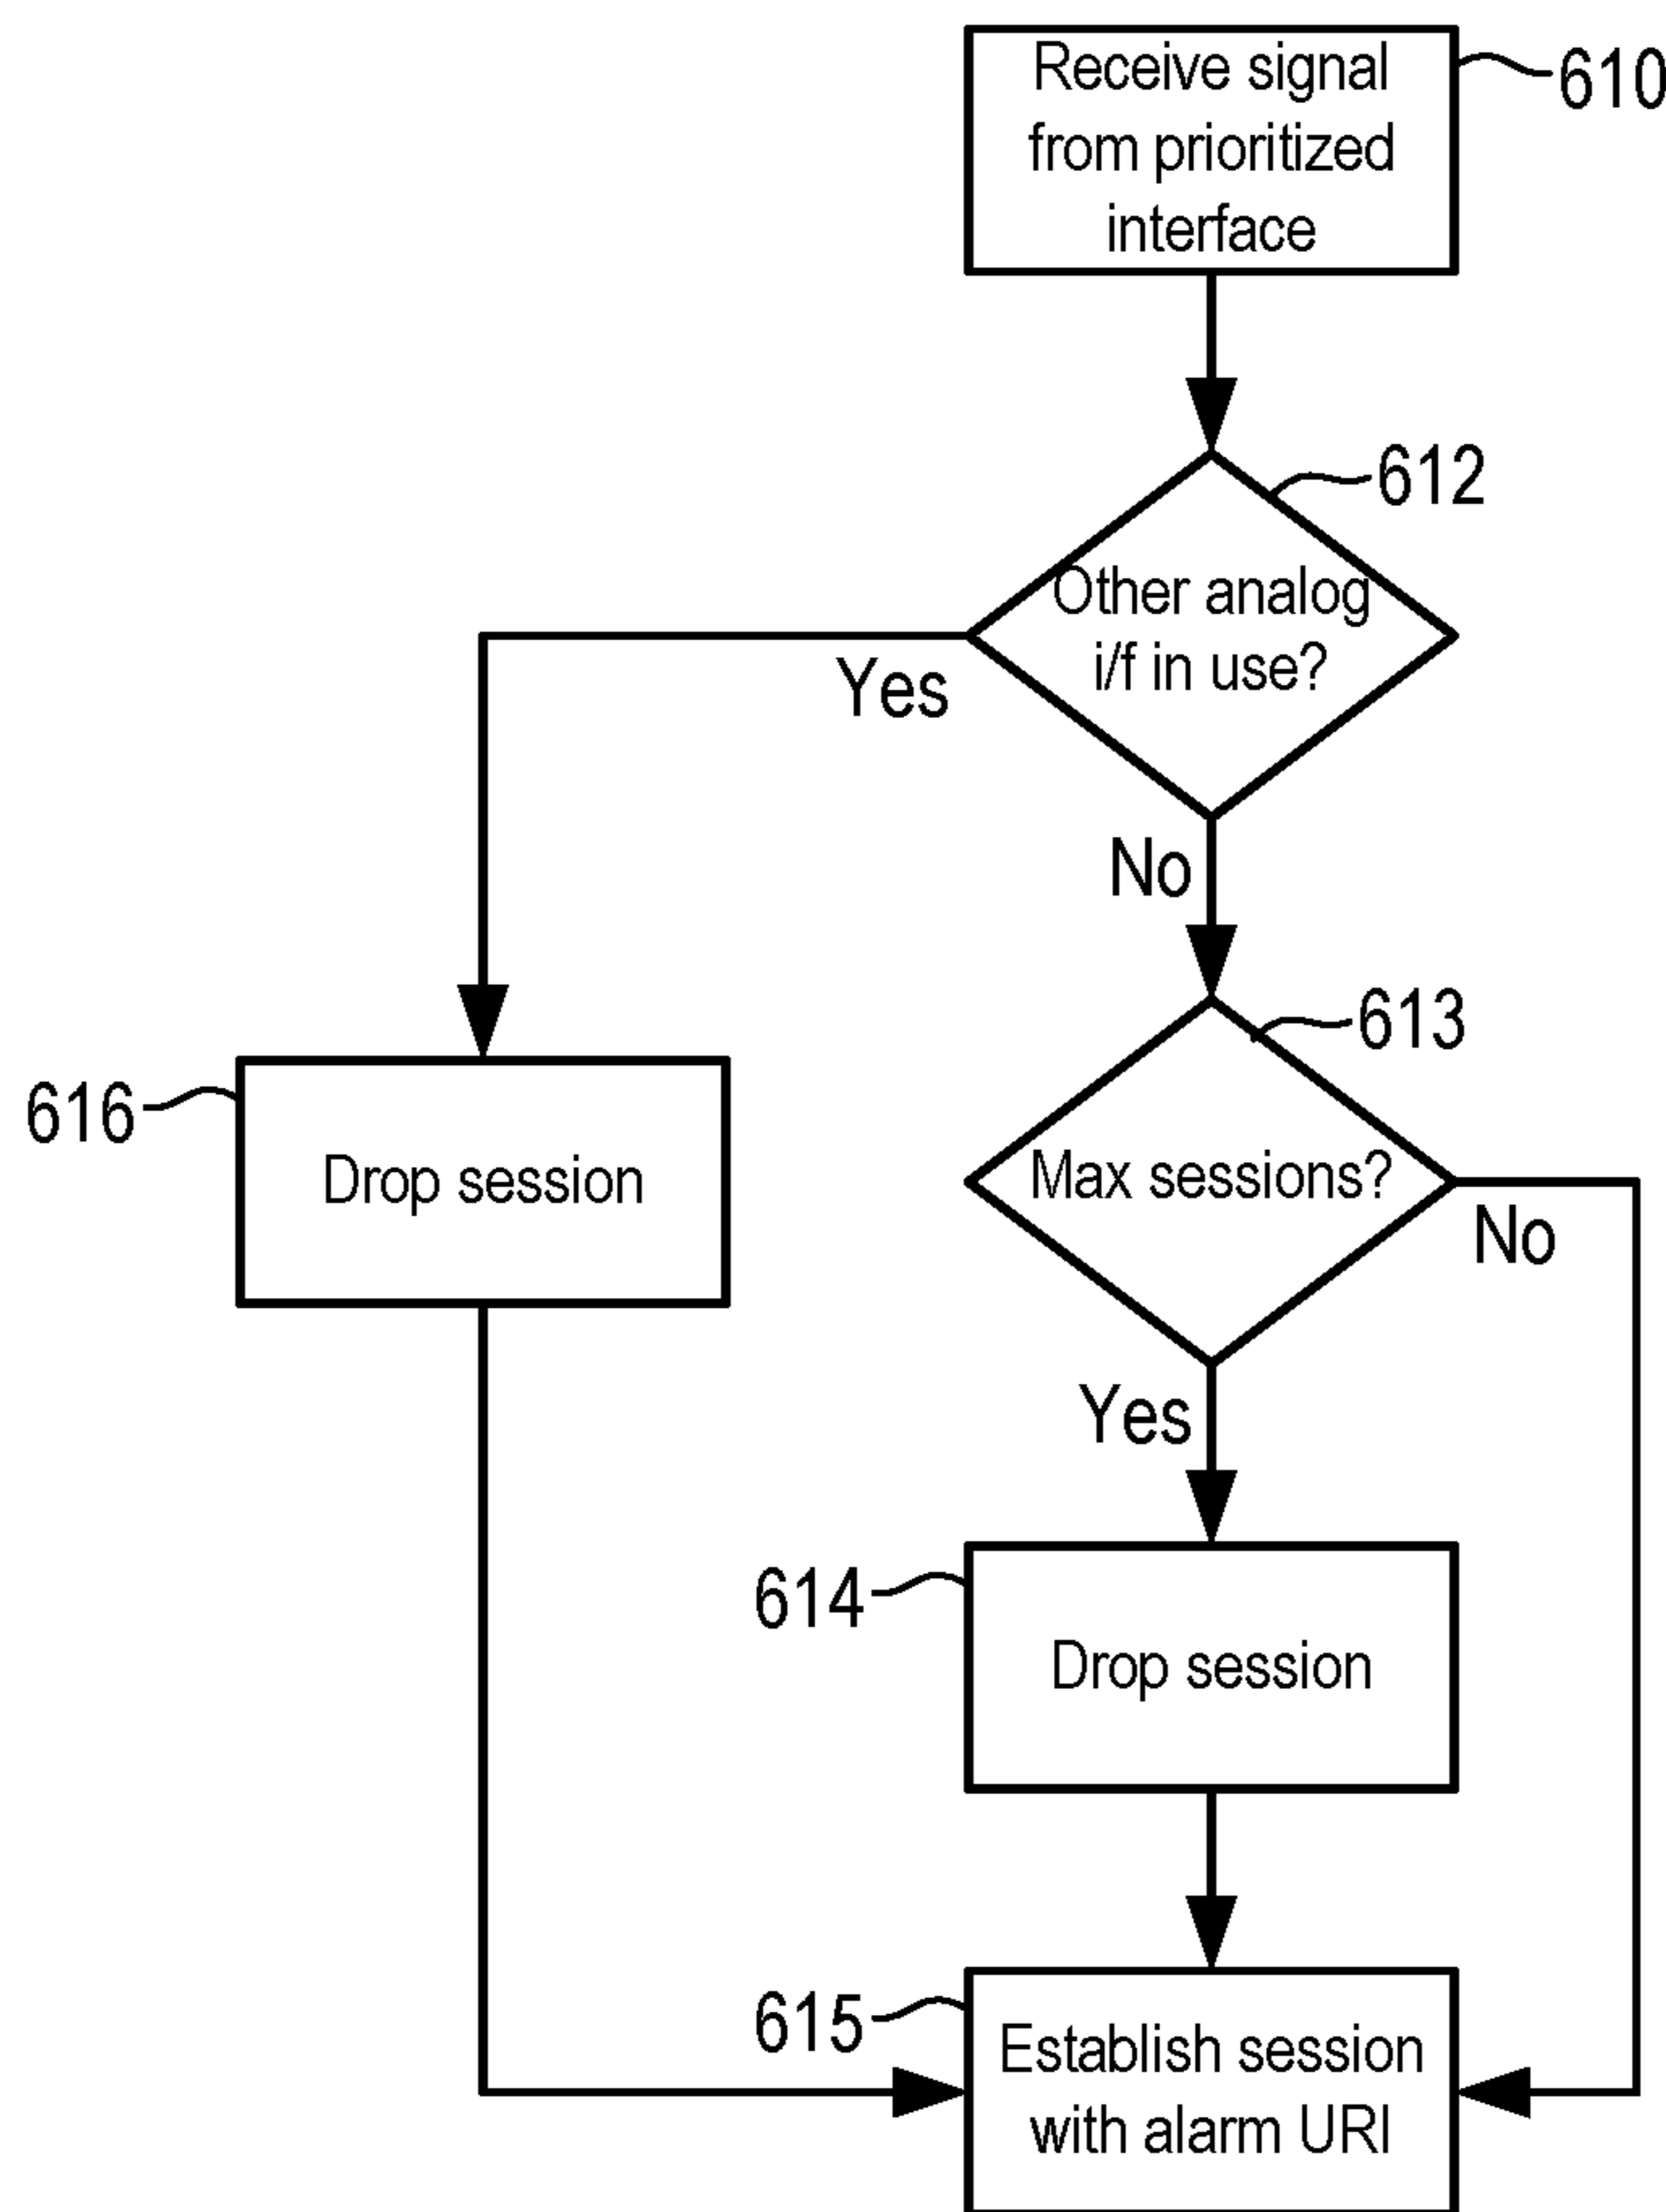 Receive signal
from prioritized
interface
610
612
Other analog
i/f in use?
Yes
No
613
616
Drop session
Max sessions?
No
Yes
614
Drop session
615
Establish session
with alarm URI